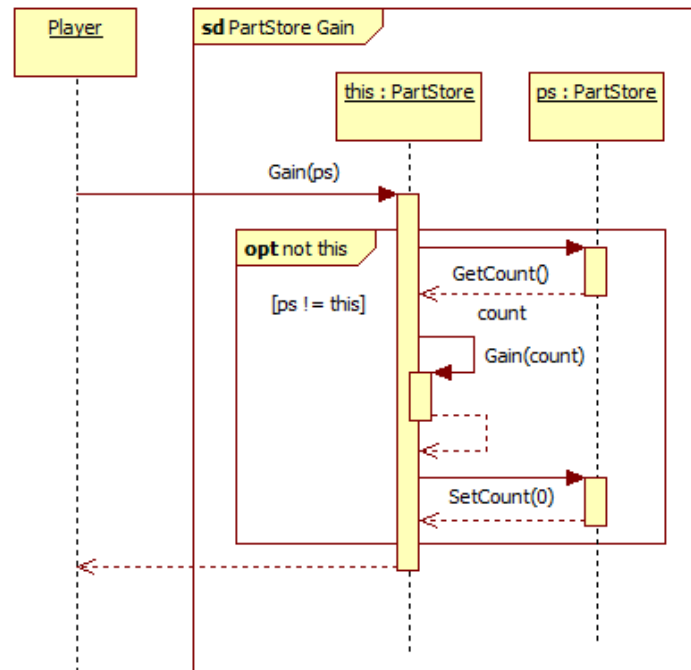 Player
sd PartStore Gain
this : PartStore
ps : PartStore
Gain(ps)
opt not this
[ps != this]
GetCount()
count
Gain(count)
SetCount(0)